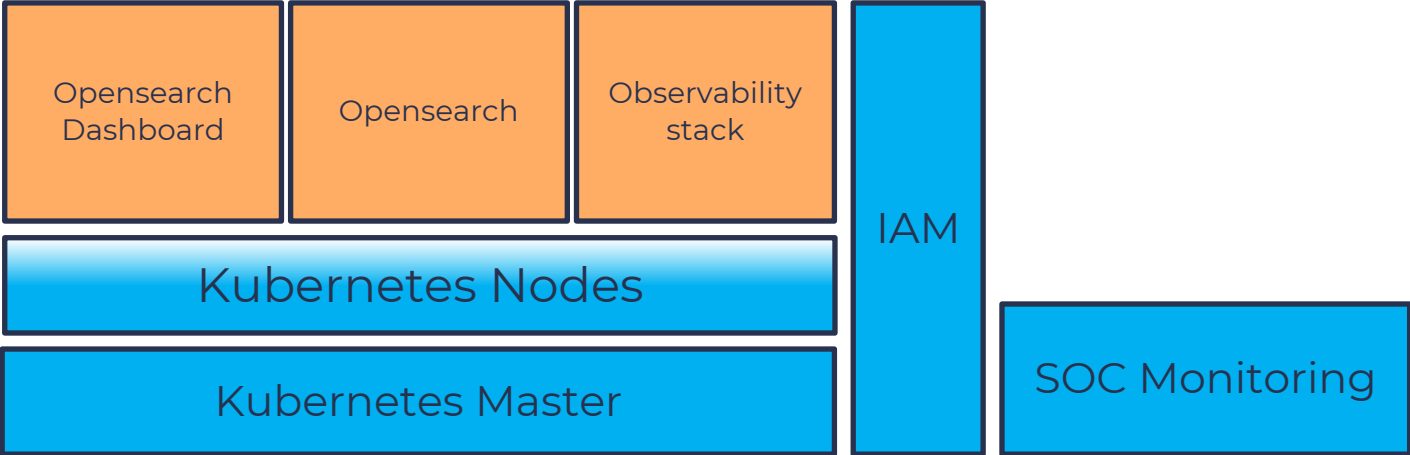 Opensearch
Dashboard
Opensearch
Observability
stack
IAM
Kubernetes Nodes
Kubernetes Master
SOC Monitoring